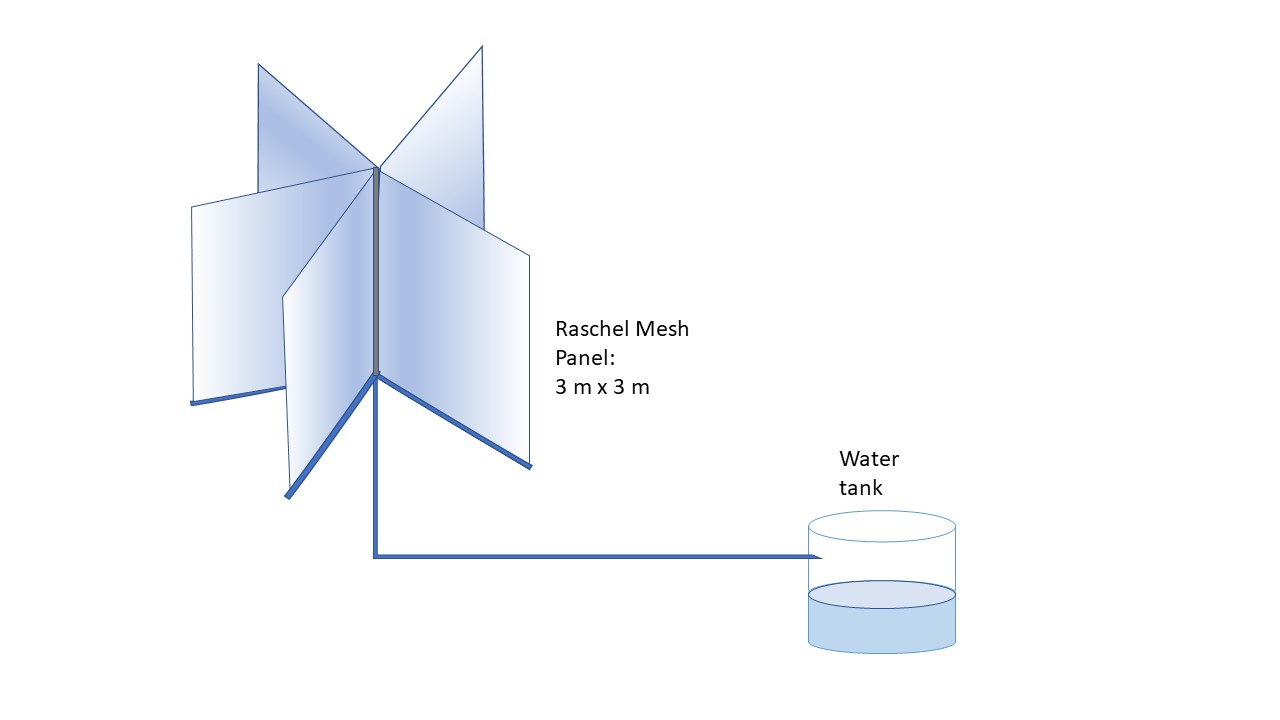 Raschel Mesh
Panel:
3 m x 3 m
Water
tank